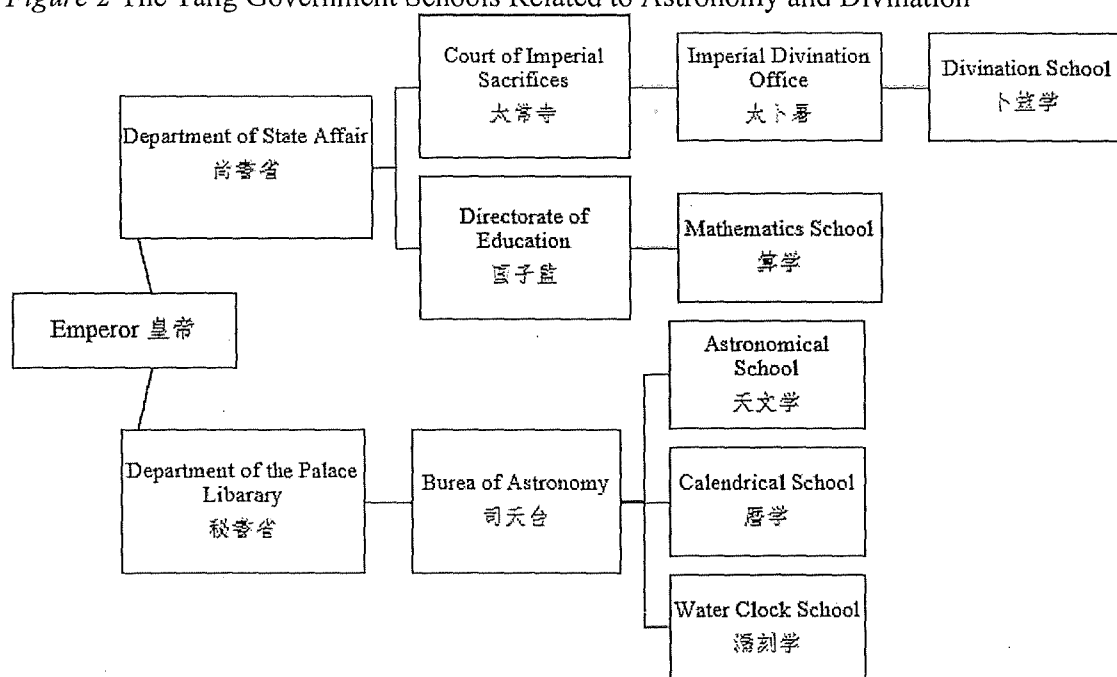 Figure 2 The Tang Government Schools Related to Astronomy and Divination
Court of Imperial
Sacrifices
太常寺
Imperial Divination
Office
太卜署
Divination School
卜筮学
Department of State Affair
尚書省
Directorate of
Education
国子監
Mathematics School
算学
Emperor 皇帝
Astronomical
School
天文学
Department of the Palace
Libarary
秘書省
Burea of Astronomy
司天台
Calendrical School
暦学
Water Clock School
漏刻学